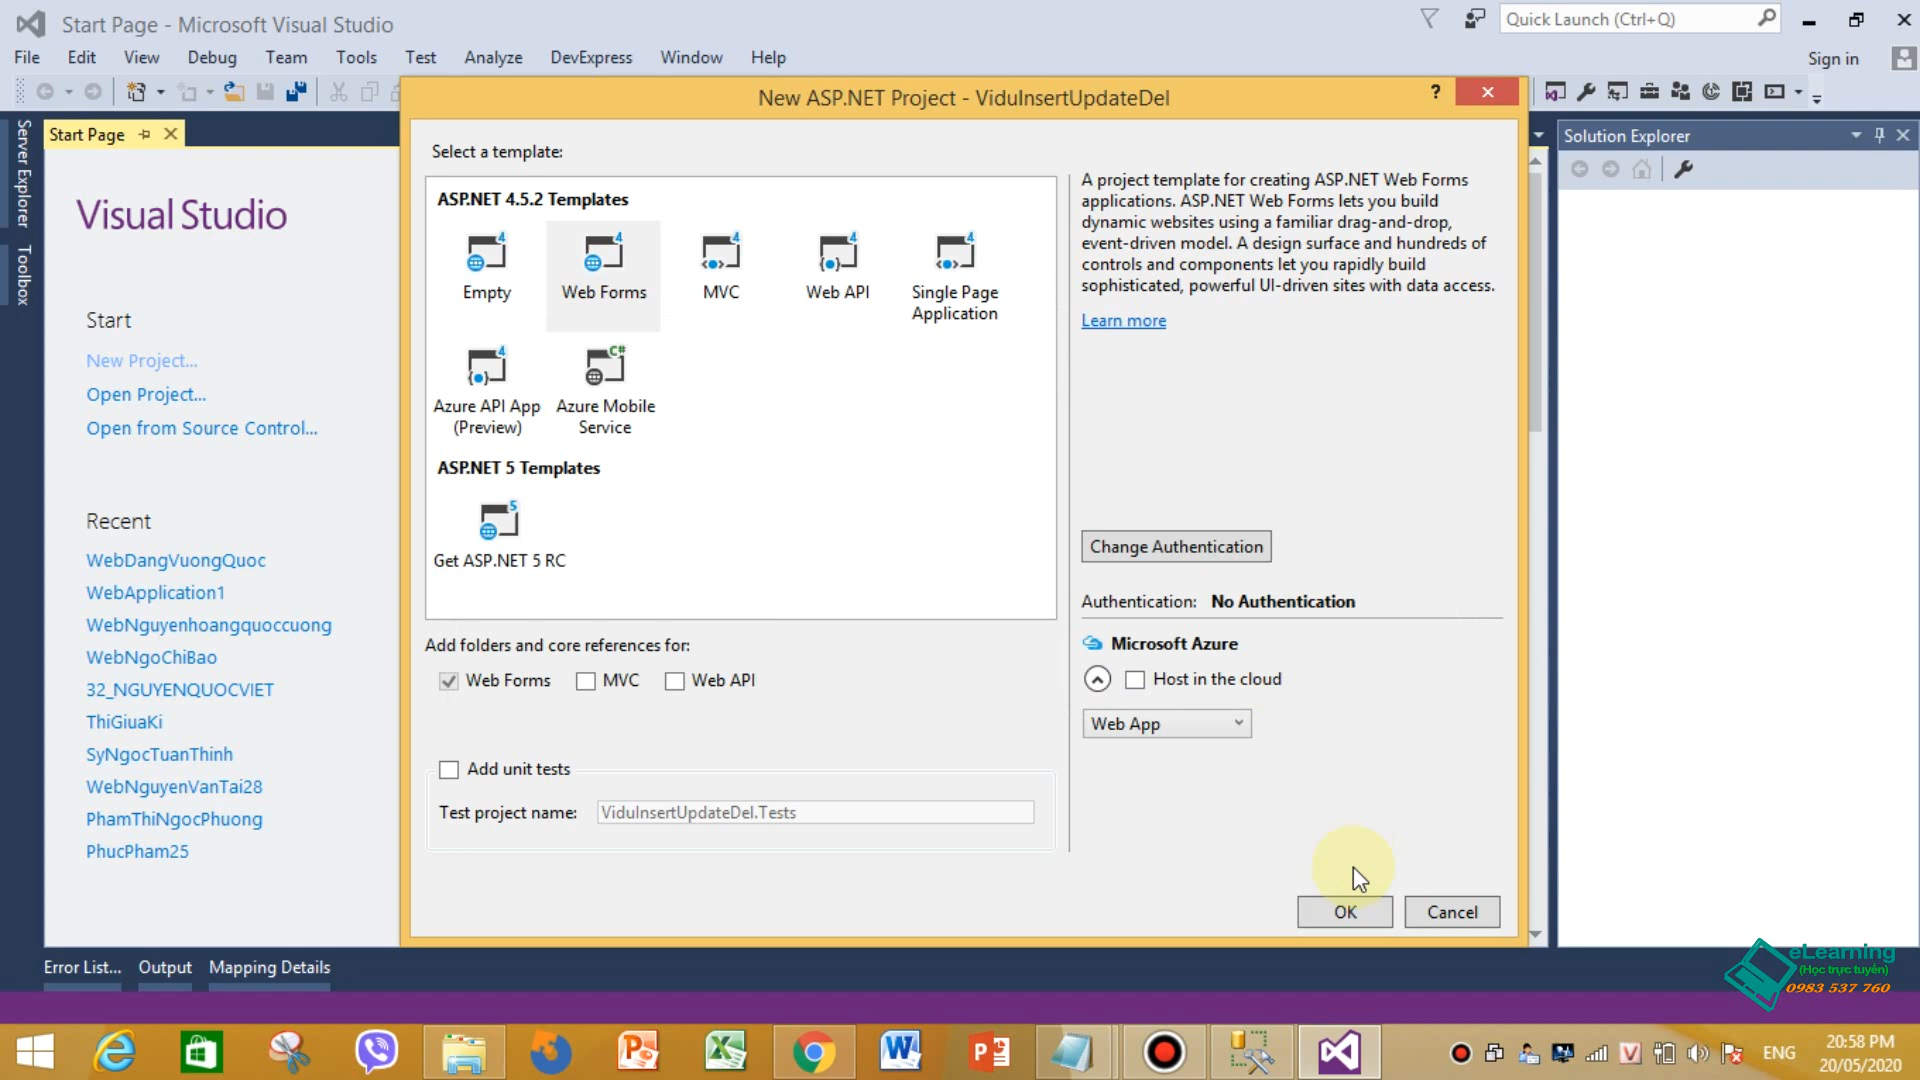 Start Page - Microsoft Visual Studio
Quick Launch (Ctrl+Q)
File Edit View Debug Team Tools Test Analyze DevExpress Window Help
Sign in
New ASP.NET Project - ViduInsertUpdateDel
?
Server Explorer
Toolbox
Start Page
Solution Explorer
Visual Studio
Start
New Project...
Open Project...
Open from Source Control...
Recent
WebDangVuongQuoc
WebApplication1
WebNguyenhoangquoccuong
WebNgoChiBao
32_NGUYENQUOCVIET
ThiGiuaKi
SyNgocTuanThinh
WebNguyenVanTai28
PhamThiNgocPhuong
PhucPham25
Select a template:
ASP.NET 4.5.2 Templates
Empty
Web Forms
MVC
Web API
Single Page
Application
Azure API App
(Preview)
Azure Mobile
Service
ASP.NET 5 Templates
Get ASP.NET 5 RC
Add folders and core references for:
Web Forms MVC Web API
Add unit tests
Test project name: ViduInsertUpdateDel.Tests
A project template for creating ASP.NET Web Forms
applications. ASP.NET Web Forms lets you build
dynamic websites using a familiar drag-and-drop,
event-driven model. A design surface and hundreds of
controls and components let you rapidly build
sophisticated, powerful UI-driven sites with data access.
Learn more
Change Authentication
Authentication: No Authentication
Microsoft Azure
Host in the cloud
Web App
OK Cancel
Error List... Output Mapping Details
eLearning
(Học trực tuyến)
0983 537 760
ENG
20:58 PM
20/05/2020